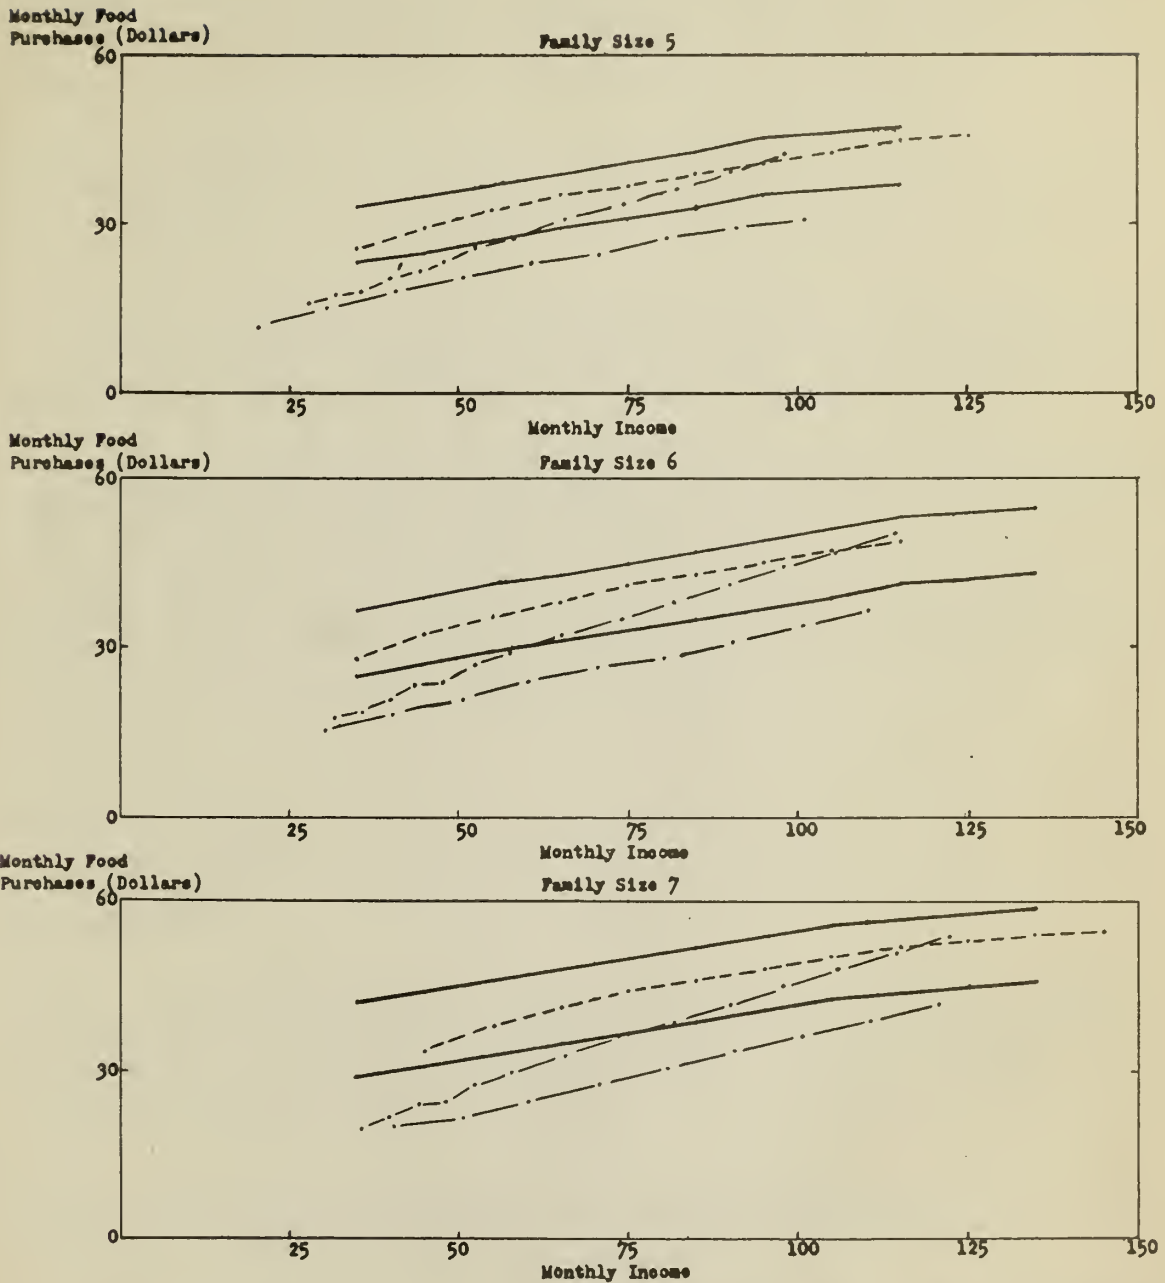 Monthly Food
Purchases (Dollars)
Family Size 5
60
30
0
25 50 75 100 125 150
Monthly Income
Monthly Food
Purchases (Dollars)
Family Size 6
60
30
0
25 50 75 100 125 150
Monthly Income
Monthly Food
Purchases (Dollars)
Family Size 7
60
30
0
25 50 75 100 125 150
Monthly Income